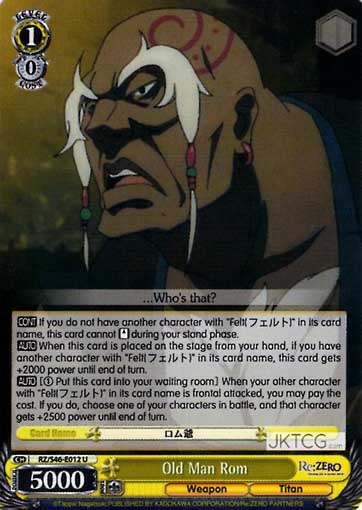 LEVEL
1
0
COST
...Who's that?
CONT If you do not have another character with "Felt(フェルト)" in its card
name, this card cannot during your stand phase.
AUTO When this card is placed on the stage from your hand, if you have
another character with "Felt(フェルト)" in its card name, this card gets
+2000 power until end of turn.
AUTO [① Put this card into your waiting room] When your other character
with "Felt(フェルト)" in its card name is frontal attacked, you may pay the
cost. If you do, choose one of your characters in battle, and that character
gets +2500 power until end of turn.
Card Name
ロム爺
JKTCG.com
CH RZ/S46-E012 U
Old Man Rom
Re:ZERO
5000
Weapon Titan